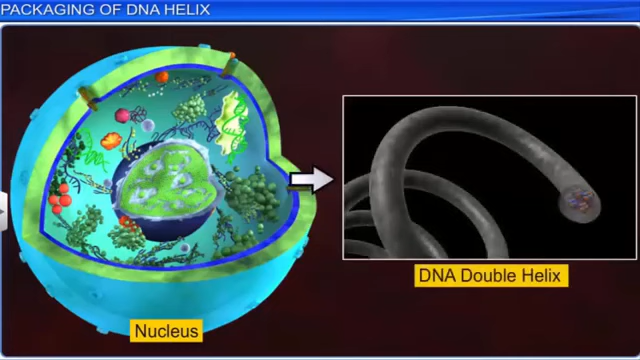 PACKAGING OF DNA HELIX
DNA Double Helix
Nucleus